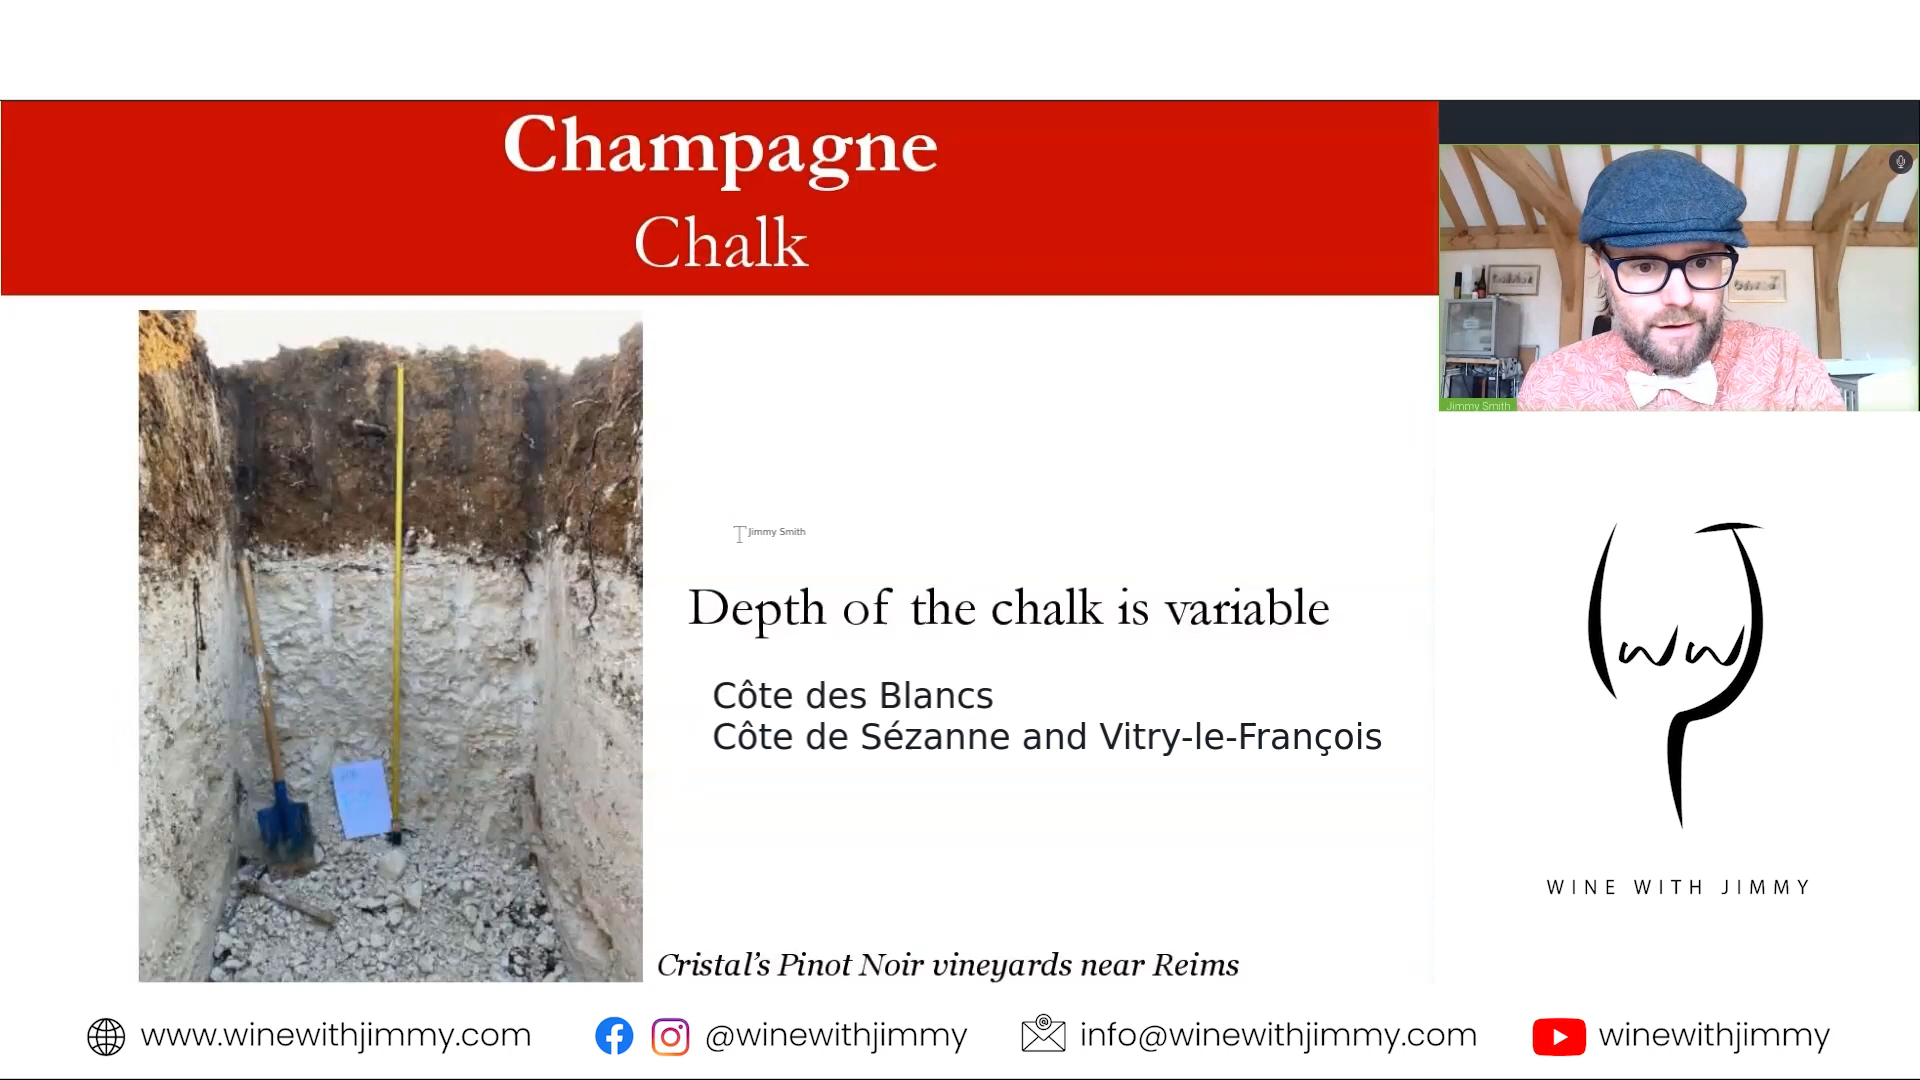 Champagne
Chalk
Jimmy Smith
Jimmy Smith
Depth of the chalk is variable
Côte des Blancs
Côte de Sézanne and Vitry-le-François
Cristal's Pinot Noir vineyards near Reims
WINE WITH JIMMY
www.winewithjimmy.com
@winewithjimmy
info@winewithjimmy.com
winewithjimmy